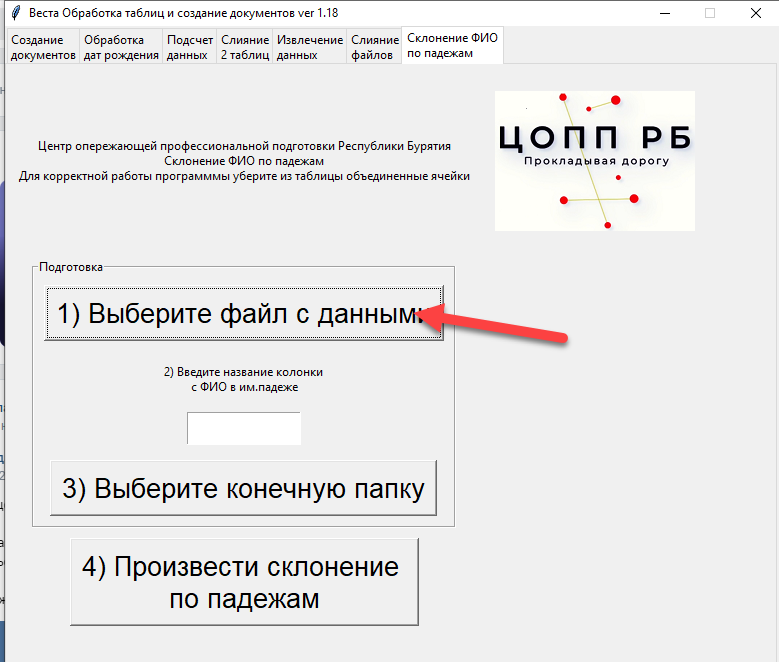 Веста Обработка таблиц и создание документов ver 1.18
Создание
документов
Обработка
дат рождения
Подсчет
данных
Слияние
2 таблиц
Извлечение
данных
Слияние
файлов
Склонение ФИО
по падежам
Центр опережающей профессиональной подготовки Республики Бурятия
Склонение ФИО по падежам
Для корректной работы программмы уберите из таблицы объединенные ячейки
ЦОПП РБ
Прокладывая дорогу
Подготовка
1) Выберите файл с данными
2) Введите название колонки
с ФИО в им.падеже
3) Выберите конечную папку
4) Произвести склонение
по падежам